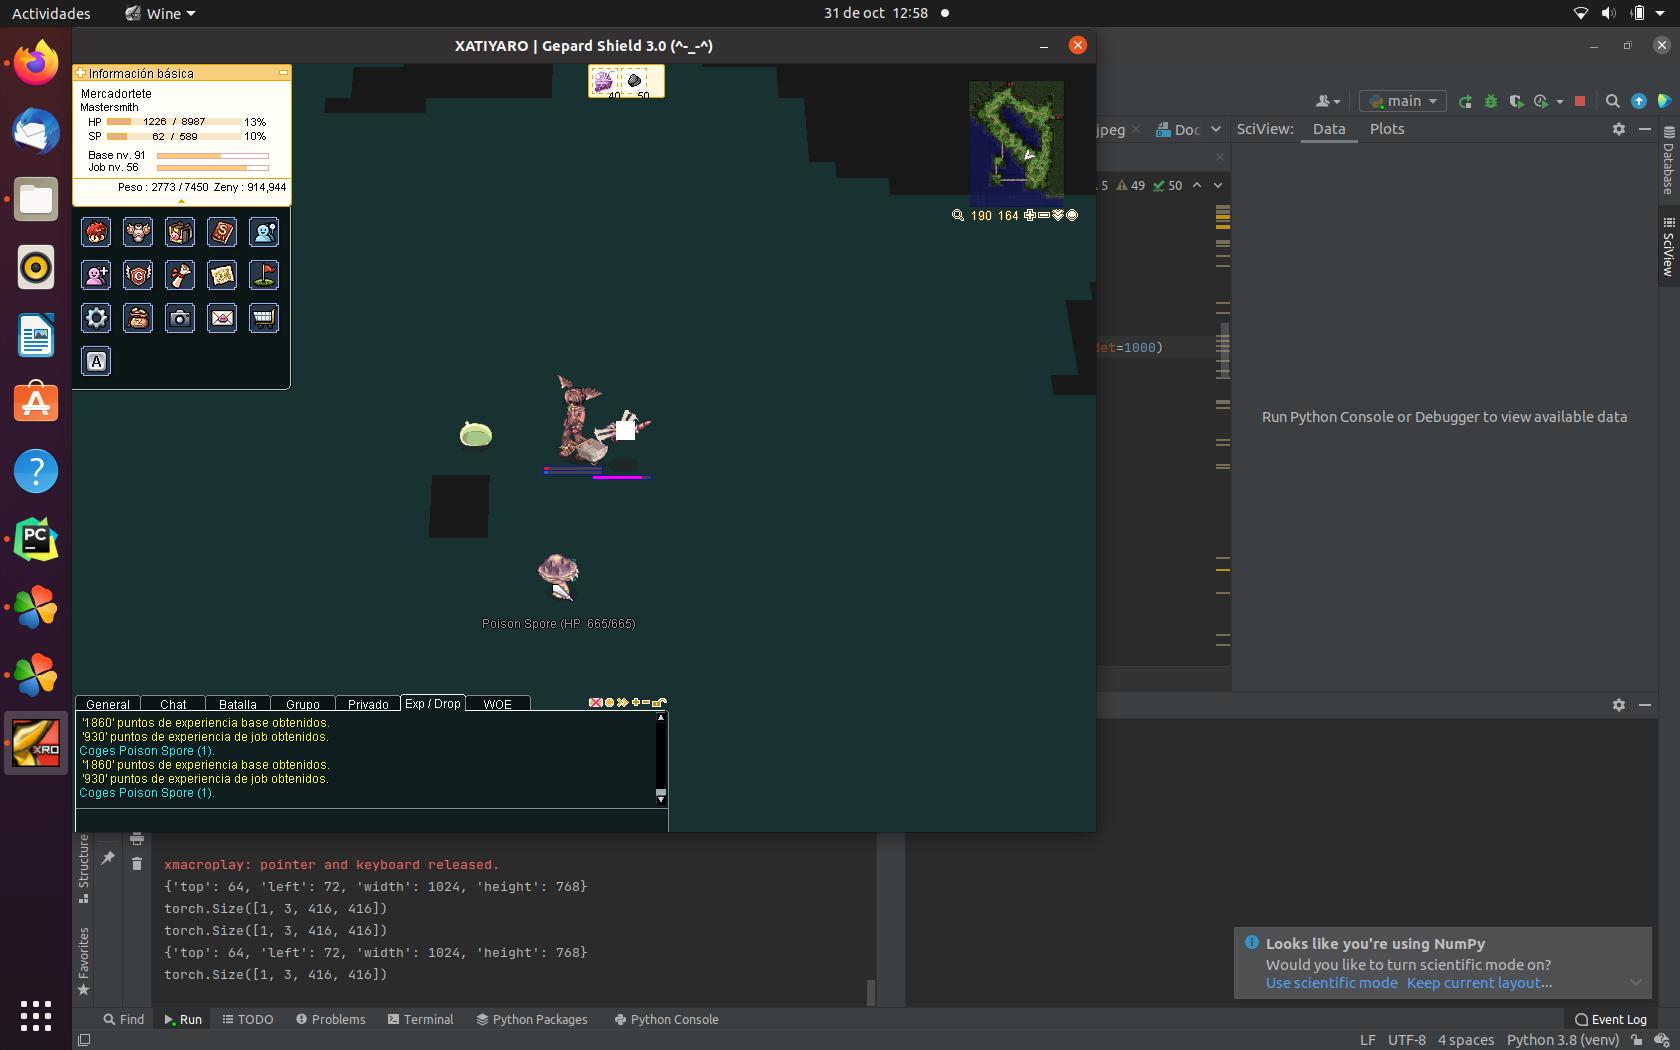 Actividades
Wine
31 de oct 12:58
XATIYARO | Gepard Shield 3.0 (^-_-^)
Información básica
Mercadortete
Mastersmith
HP 1226 / 8987 13%
SP 62 / 589 10%
Base nv. 91
Job nv. 56
Peso : 2773 / 7450 Zeny : 914,944
40 50
190 164
A
Poison Spore (HP: 665/665)
General Chat Batalla Grupo Privado Exp / Drop WOE
'1860' puntos de experiencia base obtenidos.
'930' puntos de experiencia de job obtenidos.
Coges Poison Spore (1).
'1860' puntos de experiencia base obtenidos.
'930' puntos de experiencia de job obtenidos.
Coges Poison Spore (1).
main
jpeg
Doc
SciView: Data Plots
5 49 50
det=1000)
Run Python Console or Debugger to view available data
Database
SciView
PC
XRO
Structure
Favorites
xmacroplay: pointer and keyboard released.
{'top': 64, 'left': 72, 'width': 1024, 'height': 768}
torch.Size([1, 3, 416, 416])
torch.Size([1, 3, 416, 416])
{'top': 64, 'left': 72, 'width': 1024, 'height': 768}
torch.Size([1, 3, 416, 416])
Looks like you're using NumPy
Would you like to turn scientific mode on?
Use scientific mode Keep current layout...
Find Run TODO Problems Terminal Python Packages Python Console Event Log
LF UTF-8 4 spaces Python 3.8 (venv)